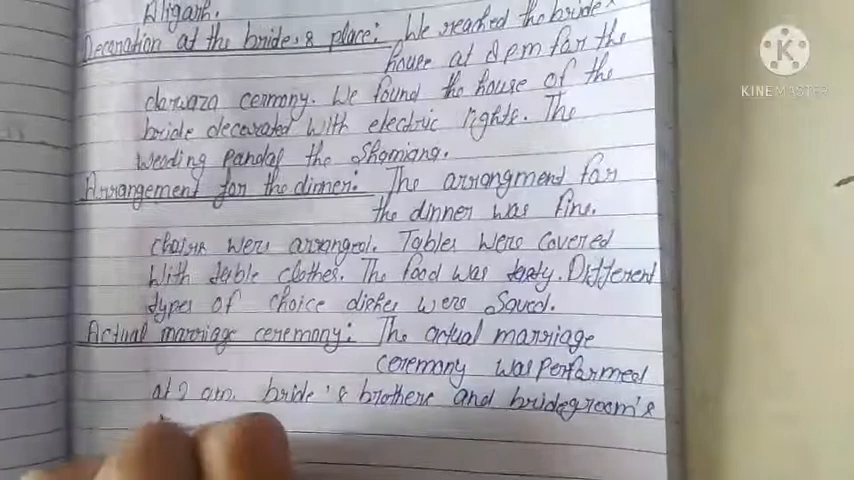 Aligarh.
Decoration at the bride's place: We reached the bride's
house at 8 pm for the
darwaza cermony. We found the house of the
bride decorated with electric lights. The
wedding pandal the Shamiana.
Arrangement for the dinner: The arrongment for
the dinner was fine.
chairs were arranged. Tables were covered
with table clothes. The food was tasty. Different
types of choice dishes were Saved.
Actual marriage ceremony: The actual marriage
ceremony was performed
at 2 am. bride's brothers and bridegroom's
KINEMASTER